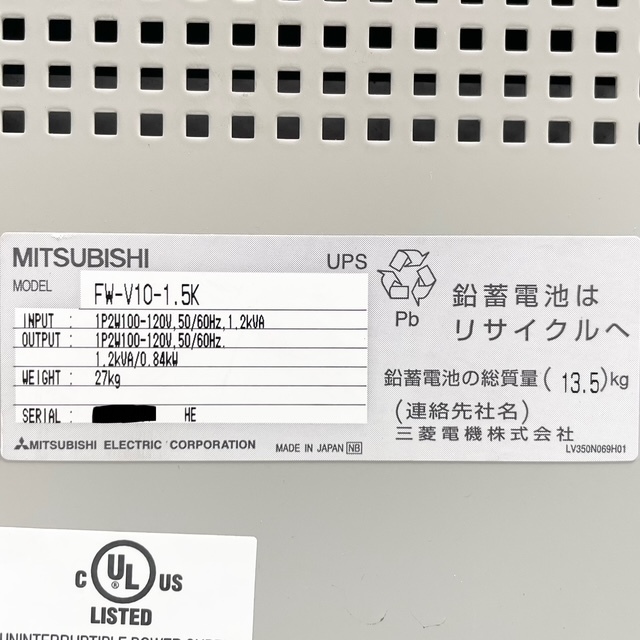 MITSUBISHI
UPS
MODEL FW-V10-1.5K
INPUT : 1P2W100-120V,50/60Hz,1.2kVA
OUTPUT : 1P2W100-120V,50/60Hz.
1.2kVA/0.84kW
WEIGHT : 27kg
SERIAL : HE
MITSUBISHI ELECTRIC CORPORATION
MADE IN JAPAN NB
Pb
鉛蓄電池は
リサイクルへ
鉛蓄電池の総質量(13.5)kg
(連絡先社名)
三菱電機株式会社
LV350N069H01
C UL US
LISTED
UNINTERRUPTIBLE POWER